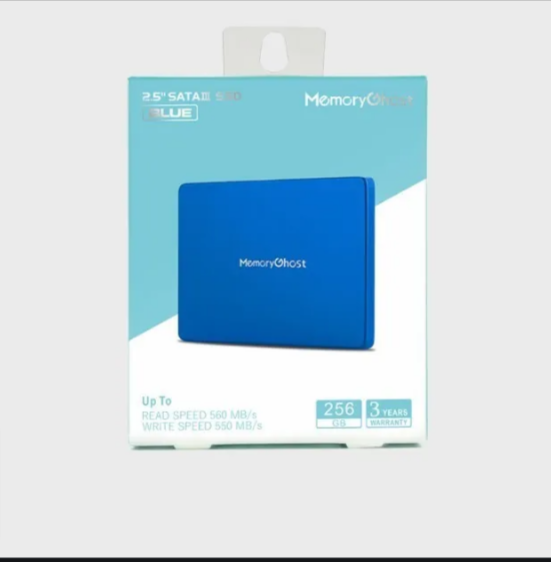 2.5" SATAIII SSD
MemoryGhost
BLUE
MemoryGhost
Up To
READ SPEED 560 MB/s
WRITE SPEED 550 MB/s
256
GB
3 YEARS
WARRANTY